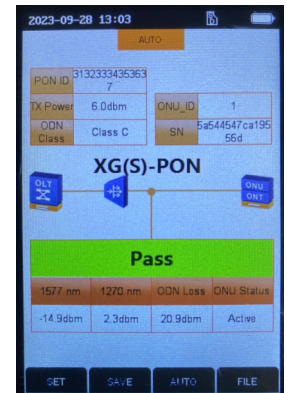 2023-09-28 13:03
AUTO
PON ID 3132333435363
7
TX Power 6.0dbm ONU_ID 1
ODN Class Class C SN 5a544547ca195
56d
XG(S)-PON
OLT
ONU
ONT
Pass
1577 nm 1270 nm ODN Loss ONU Status
-14.9dbm 2.3dbm 20.9dbm Active
SET SAVE AUTO FILE